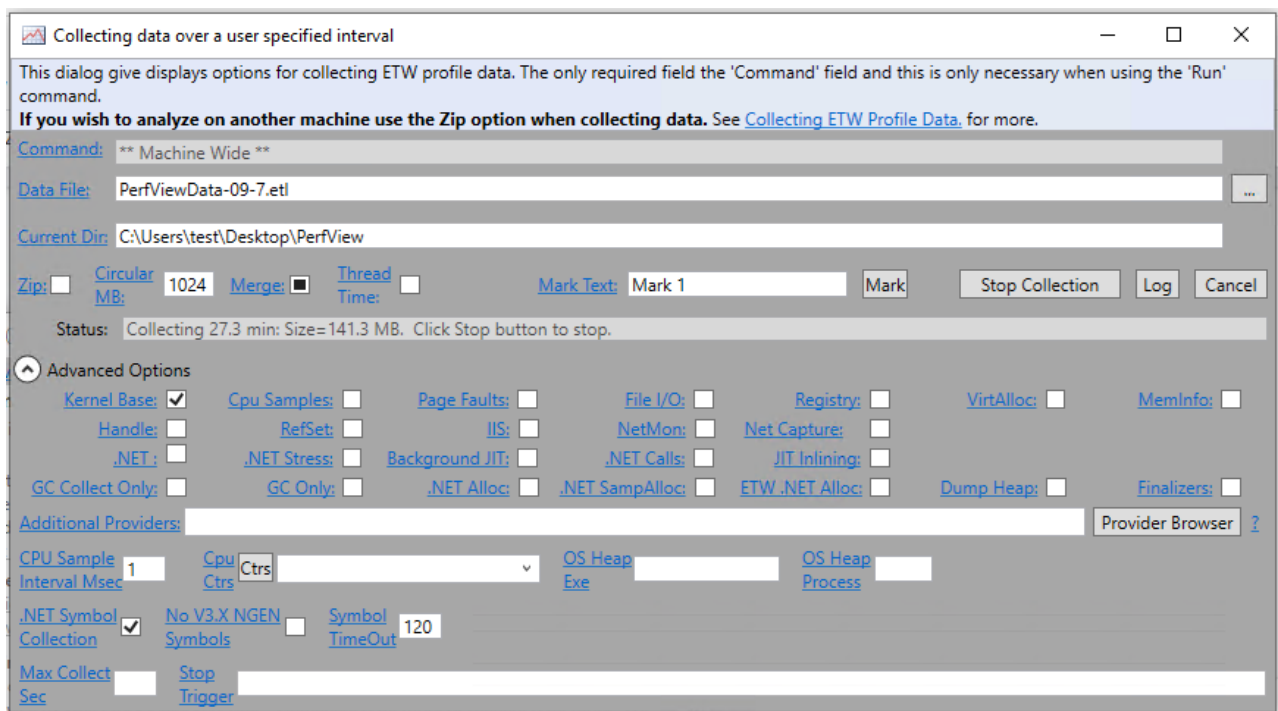 Collecting data over a user specified interval
This dialog give displays options for collecting ETW profile data. The only required field the 'Command' field and this is only necessary when using the 'Run'
command.
If you wish to analyze on another machine use the Zip option when collecting data. See Collecting ETW Profile Data. for more.
Command: ** Machine Wide **
Data File: PerfViewData-09-7.etl ...
Current Dir: C:\Users\test\Desktop\PerfView
Zip: Circular MB: 1024 Merge: Thread Time: Mark Text: Mark 1 Mark Stop Collection Log Cancel
Status: Collecting 27.3 min: Size=141.3 MB. Click Stop button to stop.
Advanced Options
Kernel Base: Cpu Samples: Page Faults: File I/O: Registry: VirtAlloc: MemInfo:
Handle: RefSet: IIS: NetMon: Net Capture:
.NET : .NET Stress: Background JIT: .NET Calls: JIT Inlining:
GC Collect Only: GC Only: .NET Alloc: .NET SampAlloc: ETW .NET Alloc: Dump Heap: Finalizers:
Additional Providers: Provider Browser ?
CPU Sample Interval Msec 1 Cpu Ctrs Ctrs OS Heap Exe OS Heap Process
.NET Symbol Collection No V3.X NGEN Symbols Symbol TimeOut 120
Max Collect Sec Stop Trigger